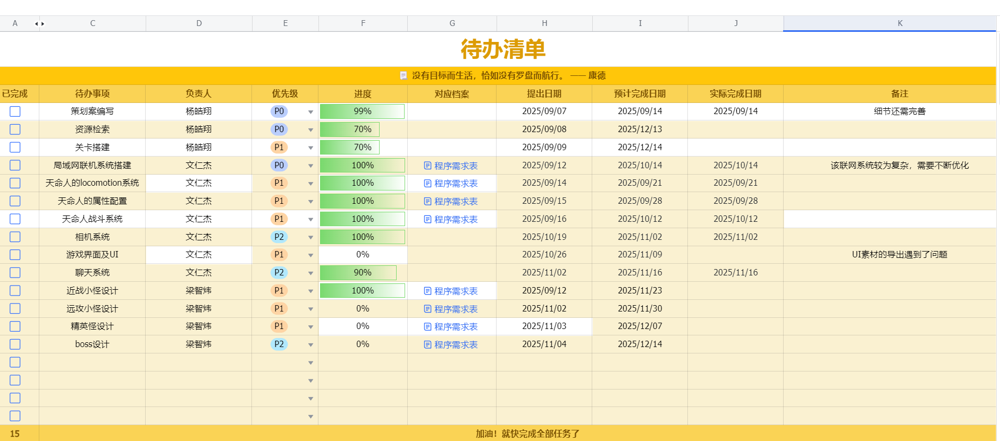 A C D E F G H I J K
待办清单
没有目标而生活，恰如没有罗盘而航行。 —— 康德
已完成 待办事项 负责人 优先级 进度 对应档案 提出日期 预计完成日期 实际完成日期 备注
策划案编写 杨皓翔 P0 99% 2025/09/07 2025/09/14 2025/09/14 细节还需完善
资源检索 杨皓翔 P0 70% 2025/09/08 2025/12/13
关卡搭建 杨皓翔 P1 70% 2025/09/09 2025/12/14
局域网联机系统搭建 文仁杰 P0 100% 程序需求表 2025/09/12 2025/10/14 2025/10/14 该联网系统较为复杂，需要不断优化
天命人的locomotion系统 文仁杰 P1 100% 程序需求表 2025/09/14 2025/09/21 2025/09/21
天命人的属性配置 文仁杰 P1 100% 程序需求表 2025/09/15 2025/09/28 2025/09/28
天命人战斗系统 文仁杰 P1 100% 程序需求表 2025/09/16 2025/10/12 2025/10/12
相机系统 文仁杰 P2 100% 2025/10/19 2025/11/02 2025/11/02
游戏界面及UI 文仁杰 P1 0% 2025/10/26 2025/11/09 UI素材的导出遇到了问题
聊天系统 文仁杰 P2 90% 2025/11/02 2025/11/16 2025/11/16
近战小怪设计 梁智炜 P1 100% 程序需求表 2025/09/12 2025/11/23
远攻小怪设计 梁智炜 P1 0% 程序需求表 2025/11/02 2025/11/30
精英怪设计 梁智炜 P1 0% 程序需求表 2025/11/03 2025/12/07
boss设计 梁智炜 P2 0% 程序需求表 2025/11/04 2025/12/14
15 加油！就快完成全部任务了